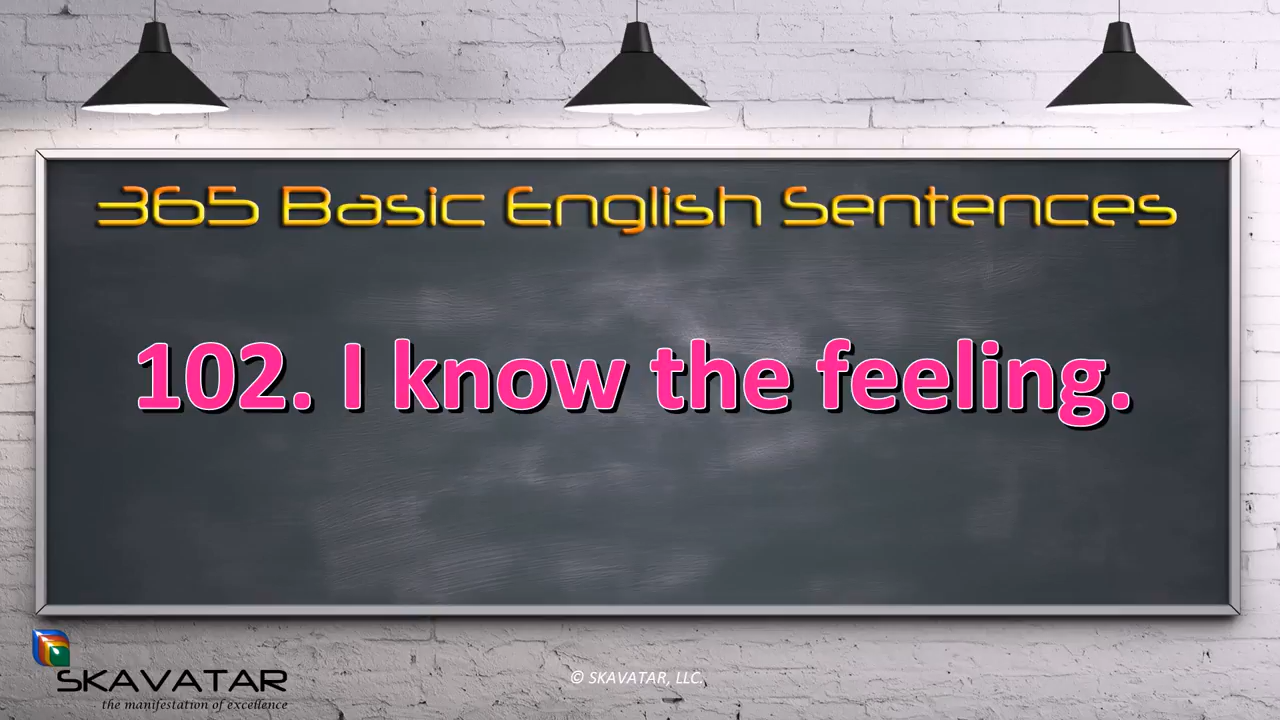 365 Basic English Sentences
102. I know the feeling.
SKAVATAR
the manifestation of excellence
© SKAVATAR, LLC.